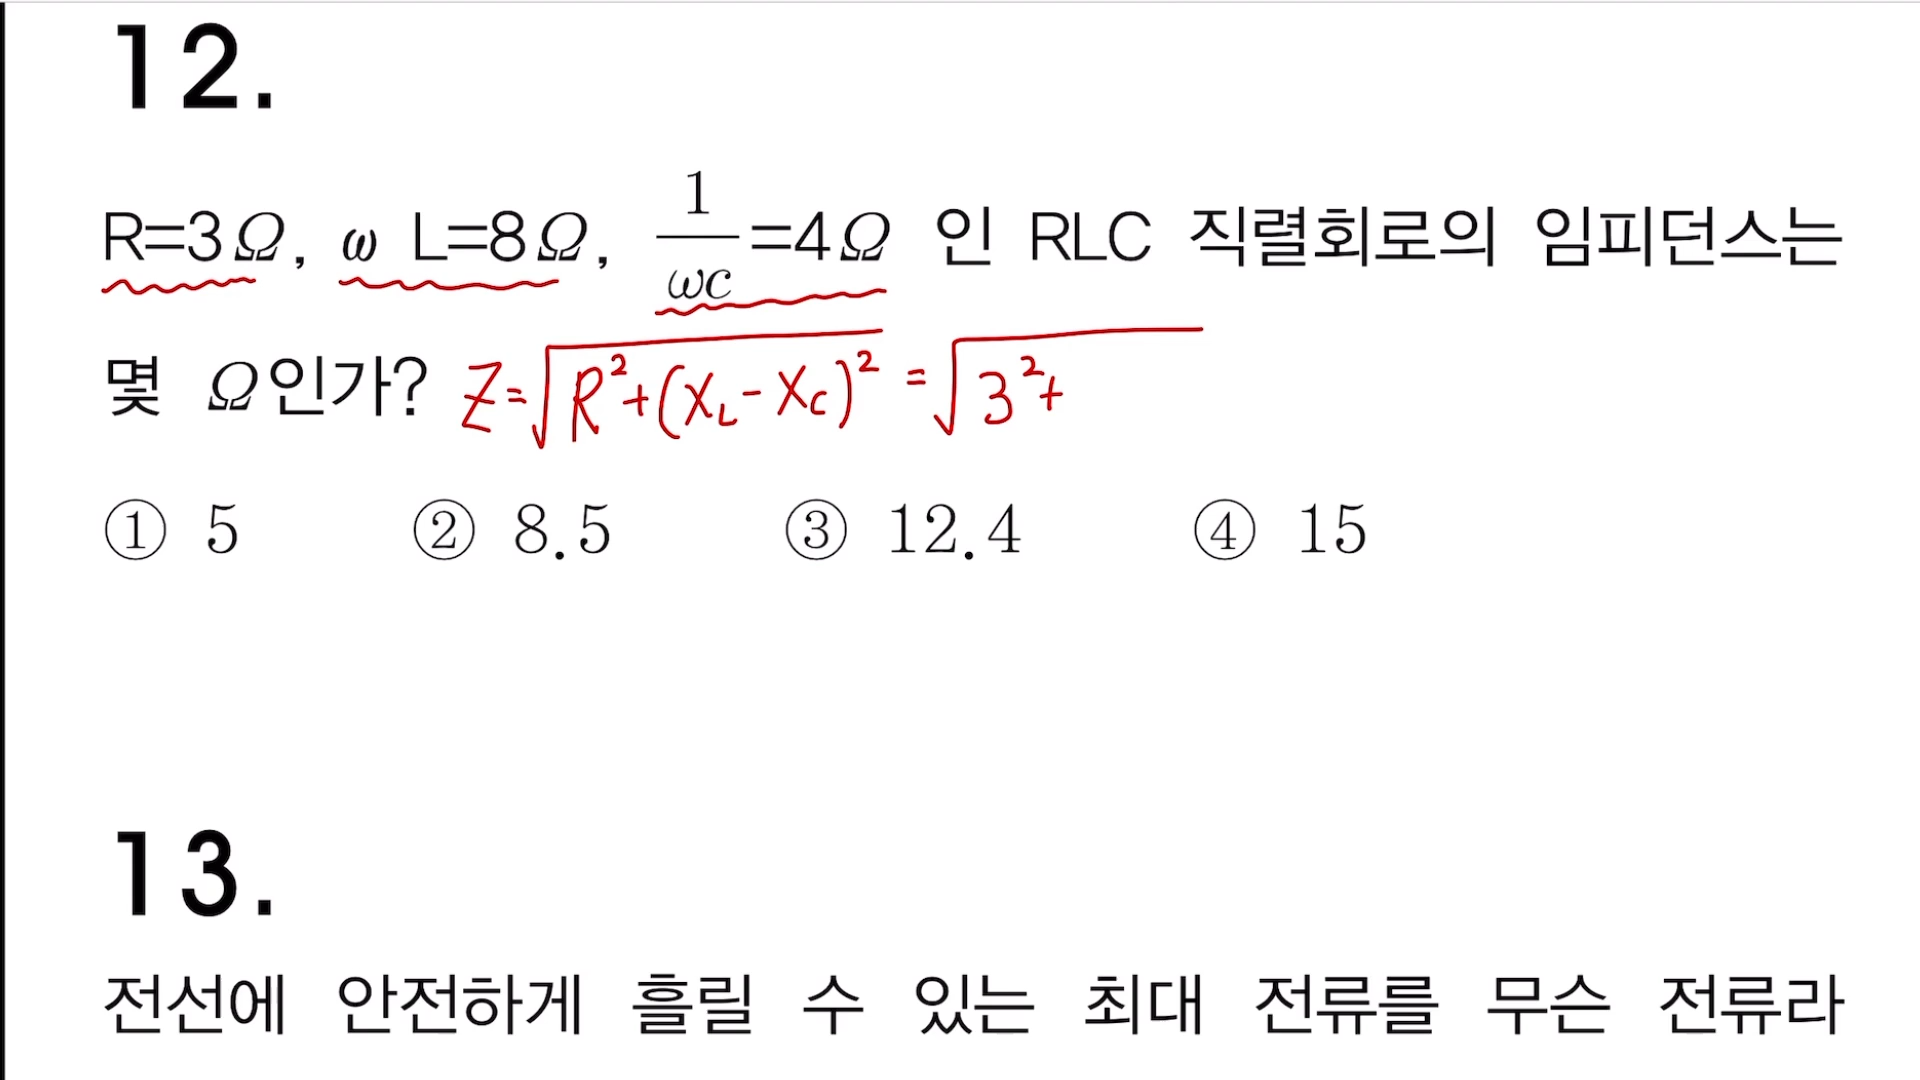 12.
R=3Ω, ω L=8Ω, 1/ωc=4Ω 인 RLC 직렬회로의 임피던스는
몇 Ω인가? Z=√(R²+(X_L-X_C)²) = √(3²+
① 5 ② 8.5 ③ 12.4 ④ 15
13.
전선에 안전하게 흘릴 수 있는 최대 전류를 무슨 전류라